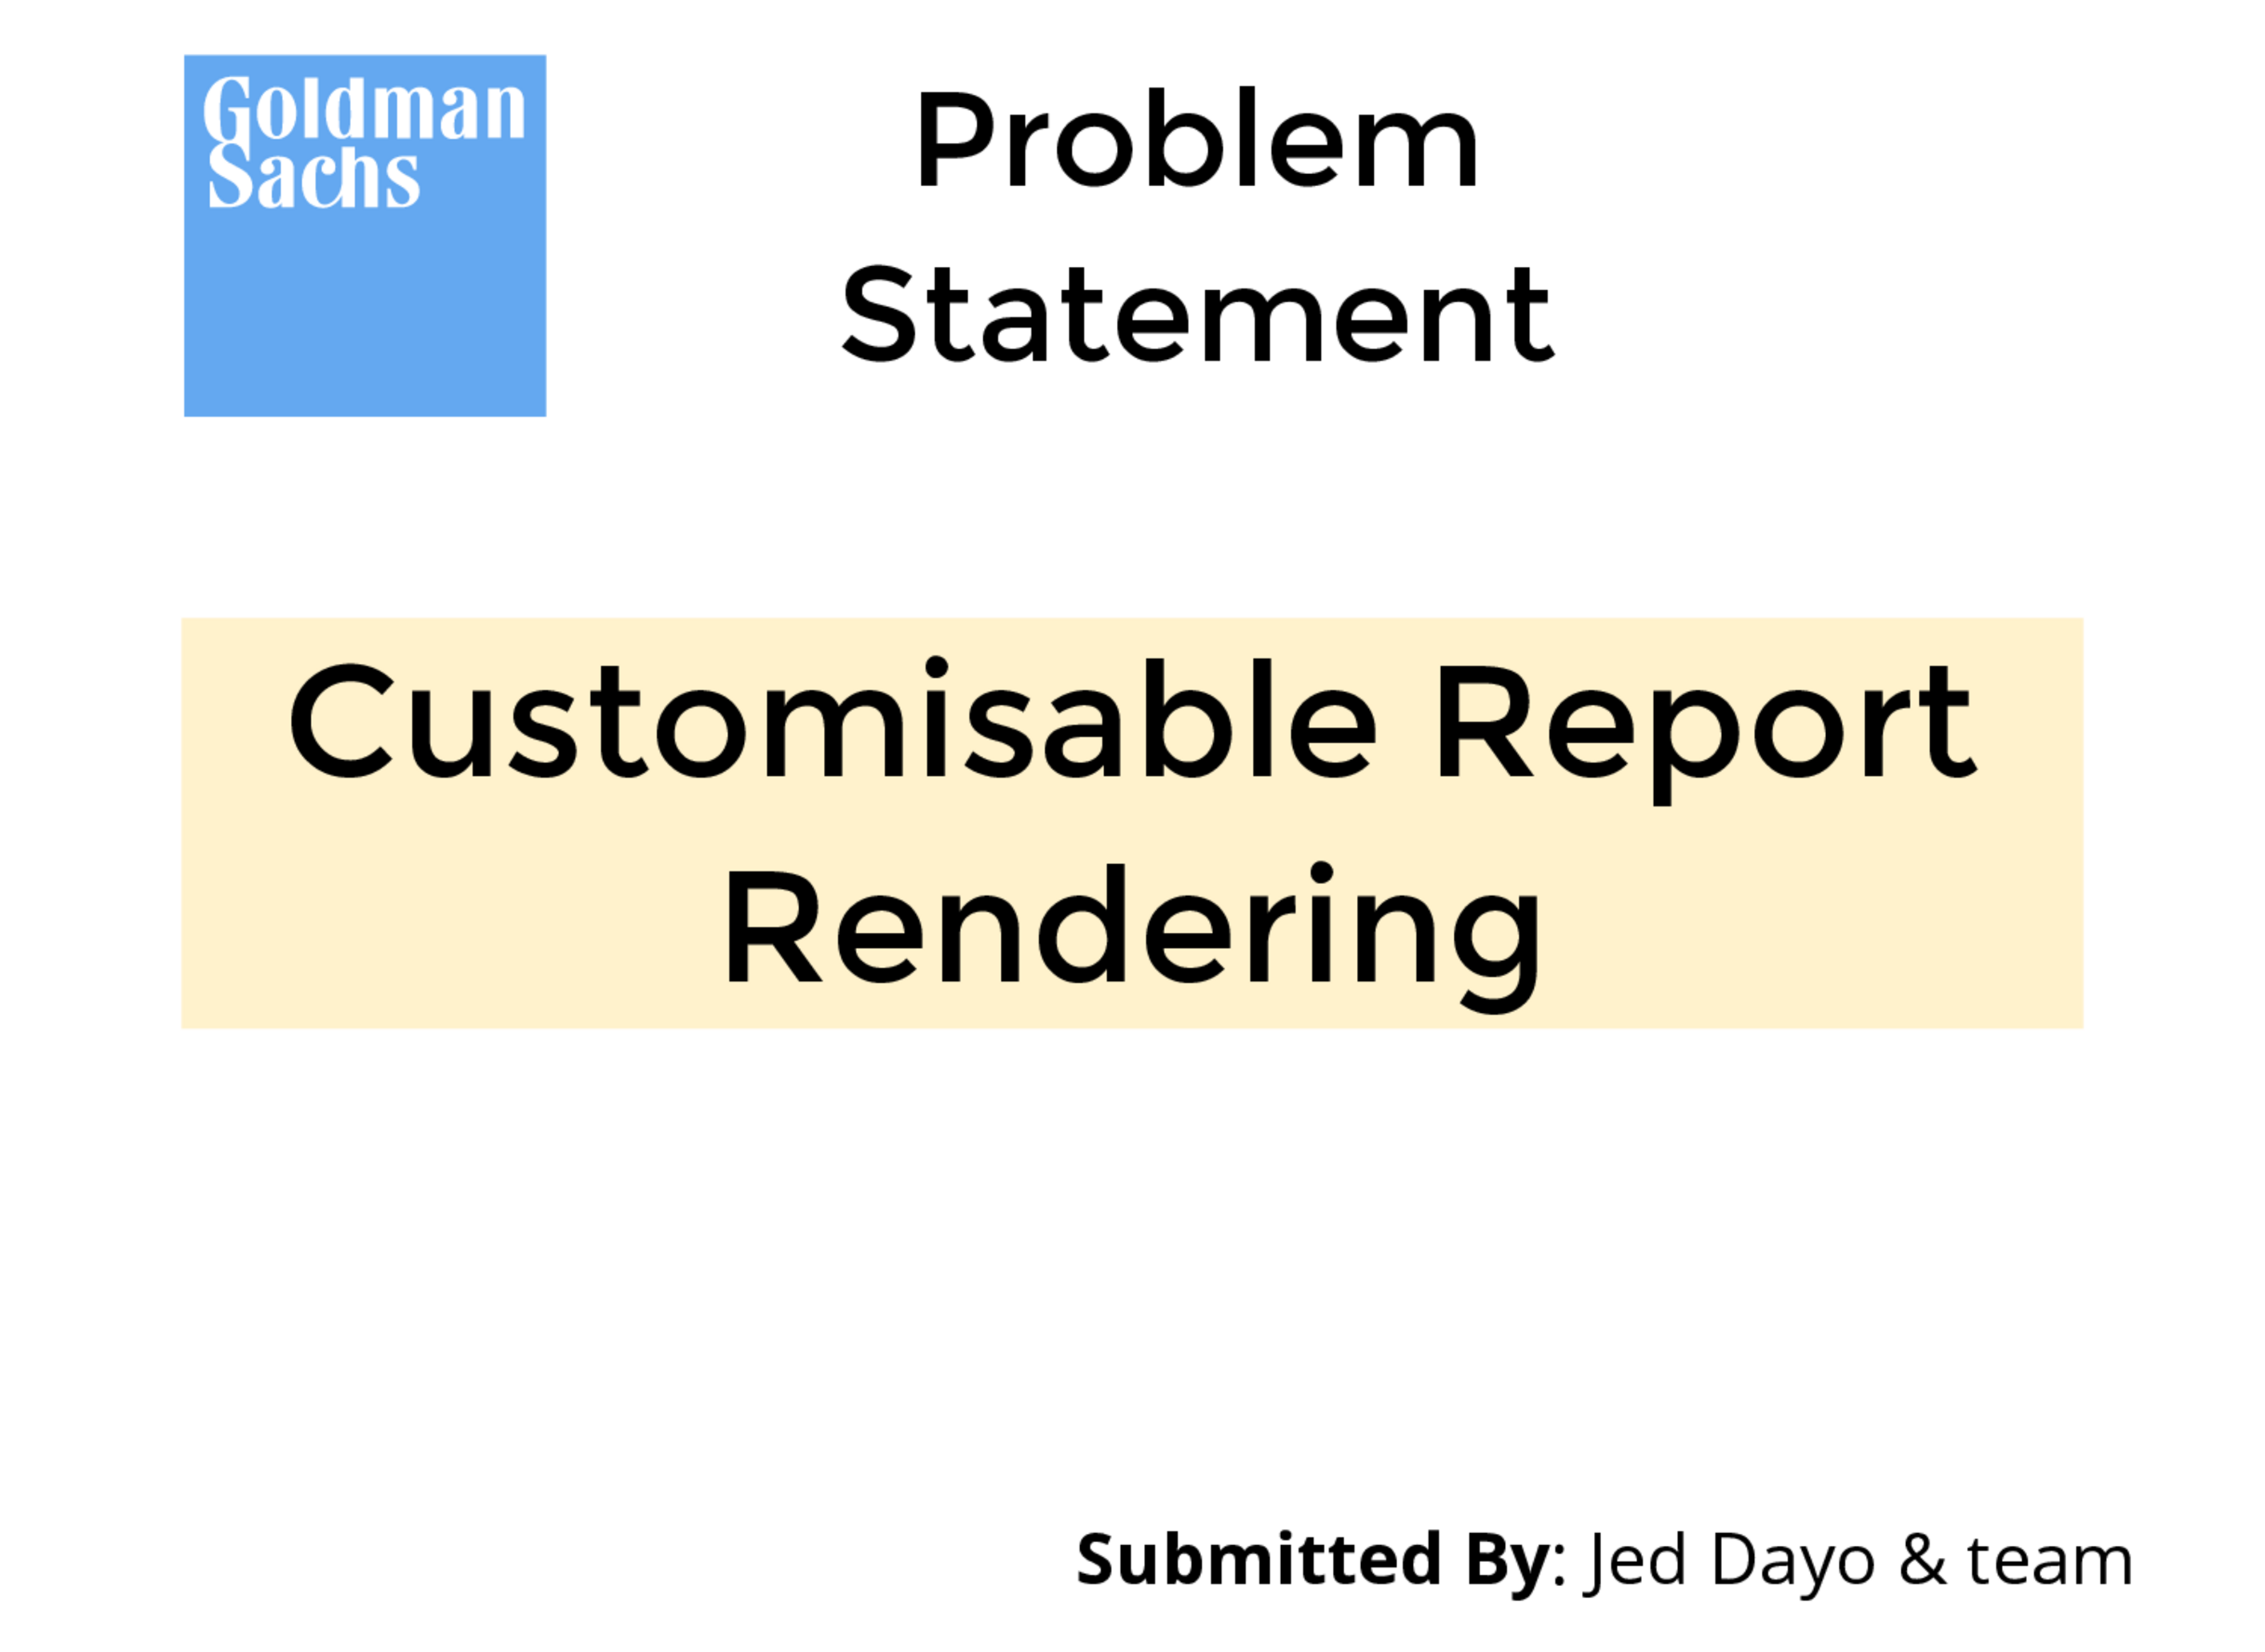 Goldman
Sachs
Problem
Statement
Customisable Report
Rendering
Submitted By: Jed Dayo & team